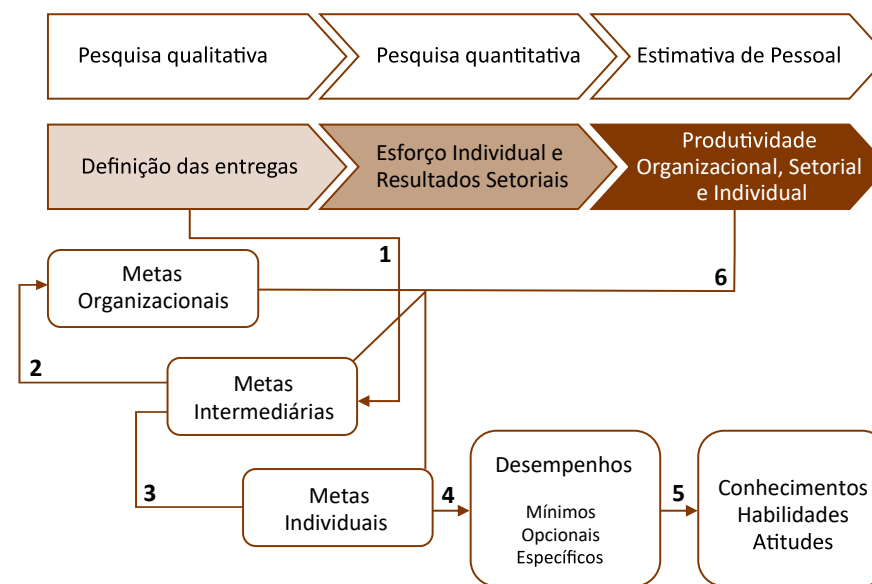 Pesquisa qualitativa
Pesquisa quantitativa
Estimativa de Pessoal
Definição das entregas
Esforço Individual e
Resultados Setoriais
Produtividade
Organizacional, Setorial
e Individual
1
Metas
Organizacionais
6
2
Metas
Intermediárias
3
Metas
Individuais
4
Desempenhos
Mínimos
Opcionais
Específicos
5
Conhecimentos
Habilidades
Atitudes